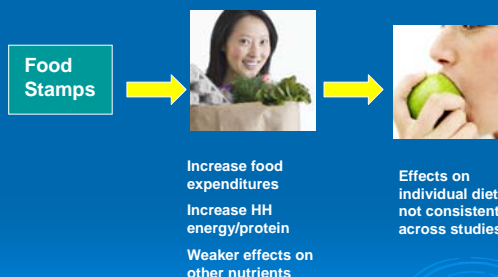 Food
Stamps
Increase food
expenditures
Increase HH
energy/protein
Weaker effects on
other nutrients
Effects on
individual diet
not consistent
across studies